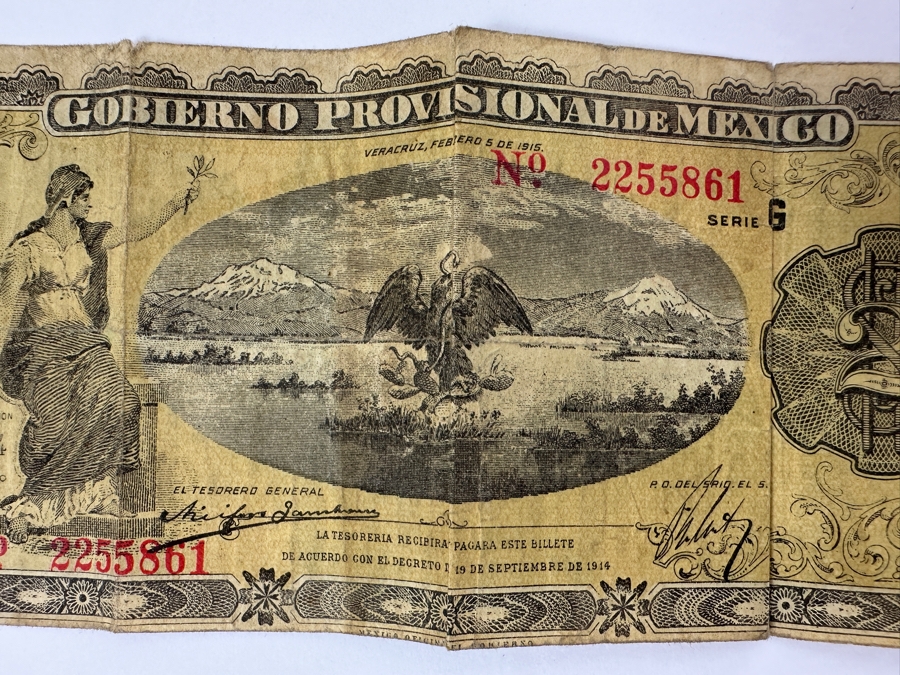 GOBIERNO PROVISIONAL DE MEXICO
VERACRUZ, FEBRERO 5 DE 1915.
Nº 2255861
SERIE G
2
EL TESORERO GENERAL
P. O. DEL SRIO. EL S.
LA TESORERIA RECIBIRA PAGARA ESTE BILLETE
DE ACUERDO CON EL DECRETO 19 DE SEPTIEMBRE DE 1914
2255861